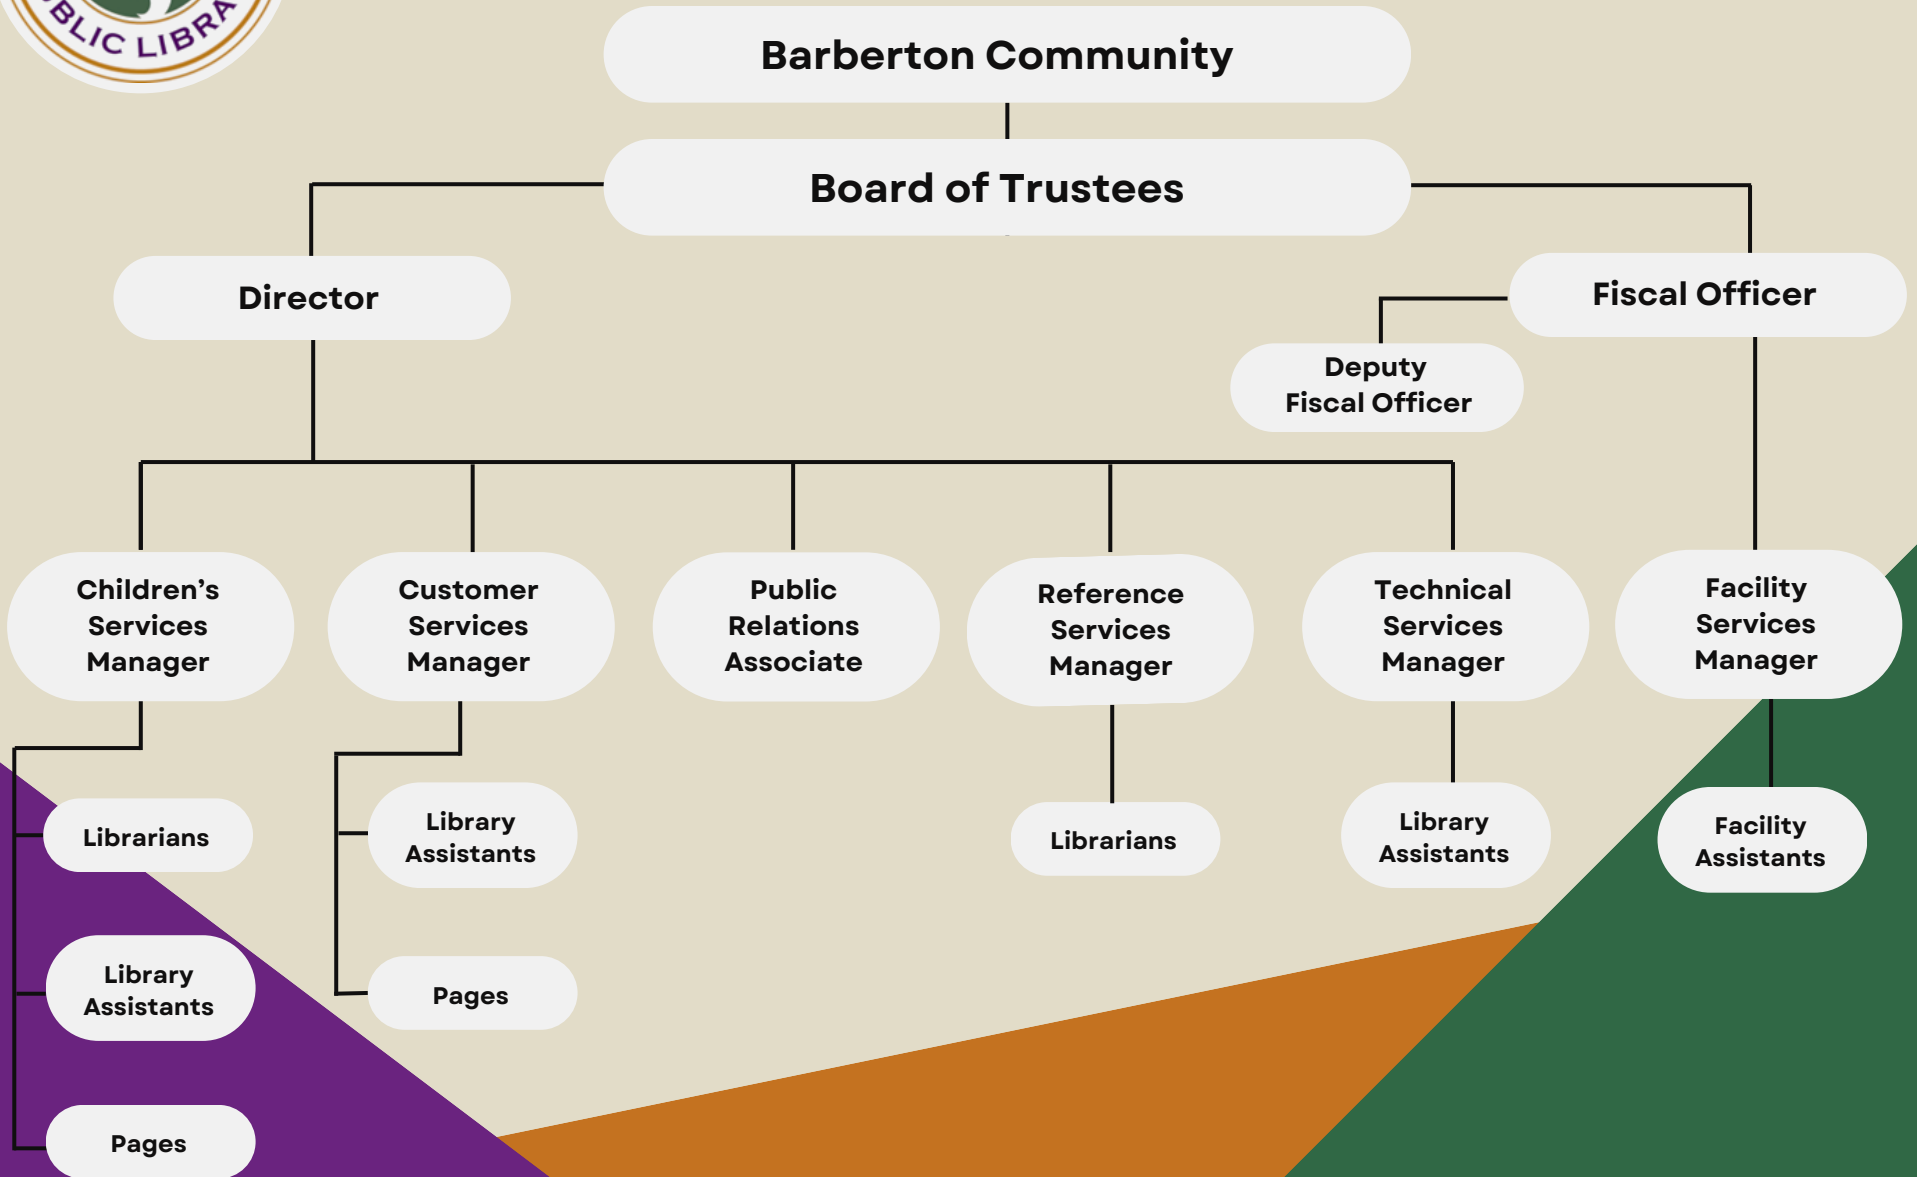 PUBLIC LIBRA
Barberton Community
Board of Trustees
Director
Fiscal Officer
Deputy
Fiscal Officer
Children’s
Services
Manager
Customer
Services
Manager
Public
Relations
Associate
Reference
Services
Manager
Technical
Services
Manager
Facility
Services
Manager
Librarians
Library
Assistants
Pages
Library
Assistants
Pages
Librarians
Library
Assistants
Facility
Assistants